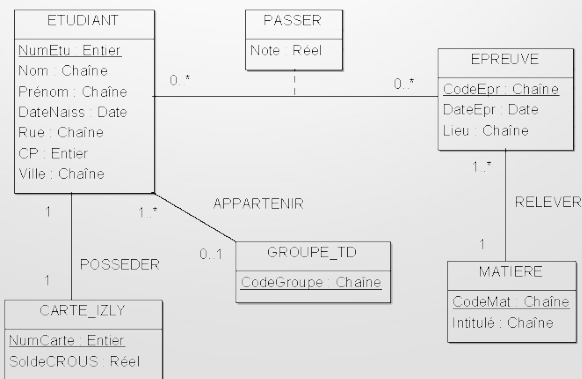 ETUDIANT
NumEtu : Entier
Nom : Chaîne
Prénom : Chaîne
DateNaiss : Date
Rue : Chaîne
CP : Entier
Ville : Chaîne
PASSER
Note : Réel
0..*
0..*
EPREUVE
CodeEpr : Chaîne
DateEpr : Date
Lieu : Chaîne
1..*
RELEVER
1
MATIERE
CodeMat : Chaîne
Intitulé : Chaîne
1..*
APPARTENIR
0..1
GROUPE_TD
CodeGroupe : Chaîne
1
POSSEDER
1
CARTE_IZLY
NumCarte : Entier
SoldeCROUS : Réel